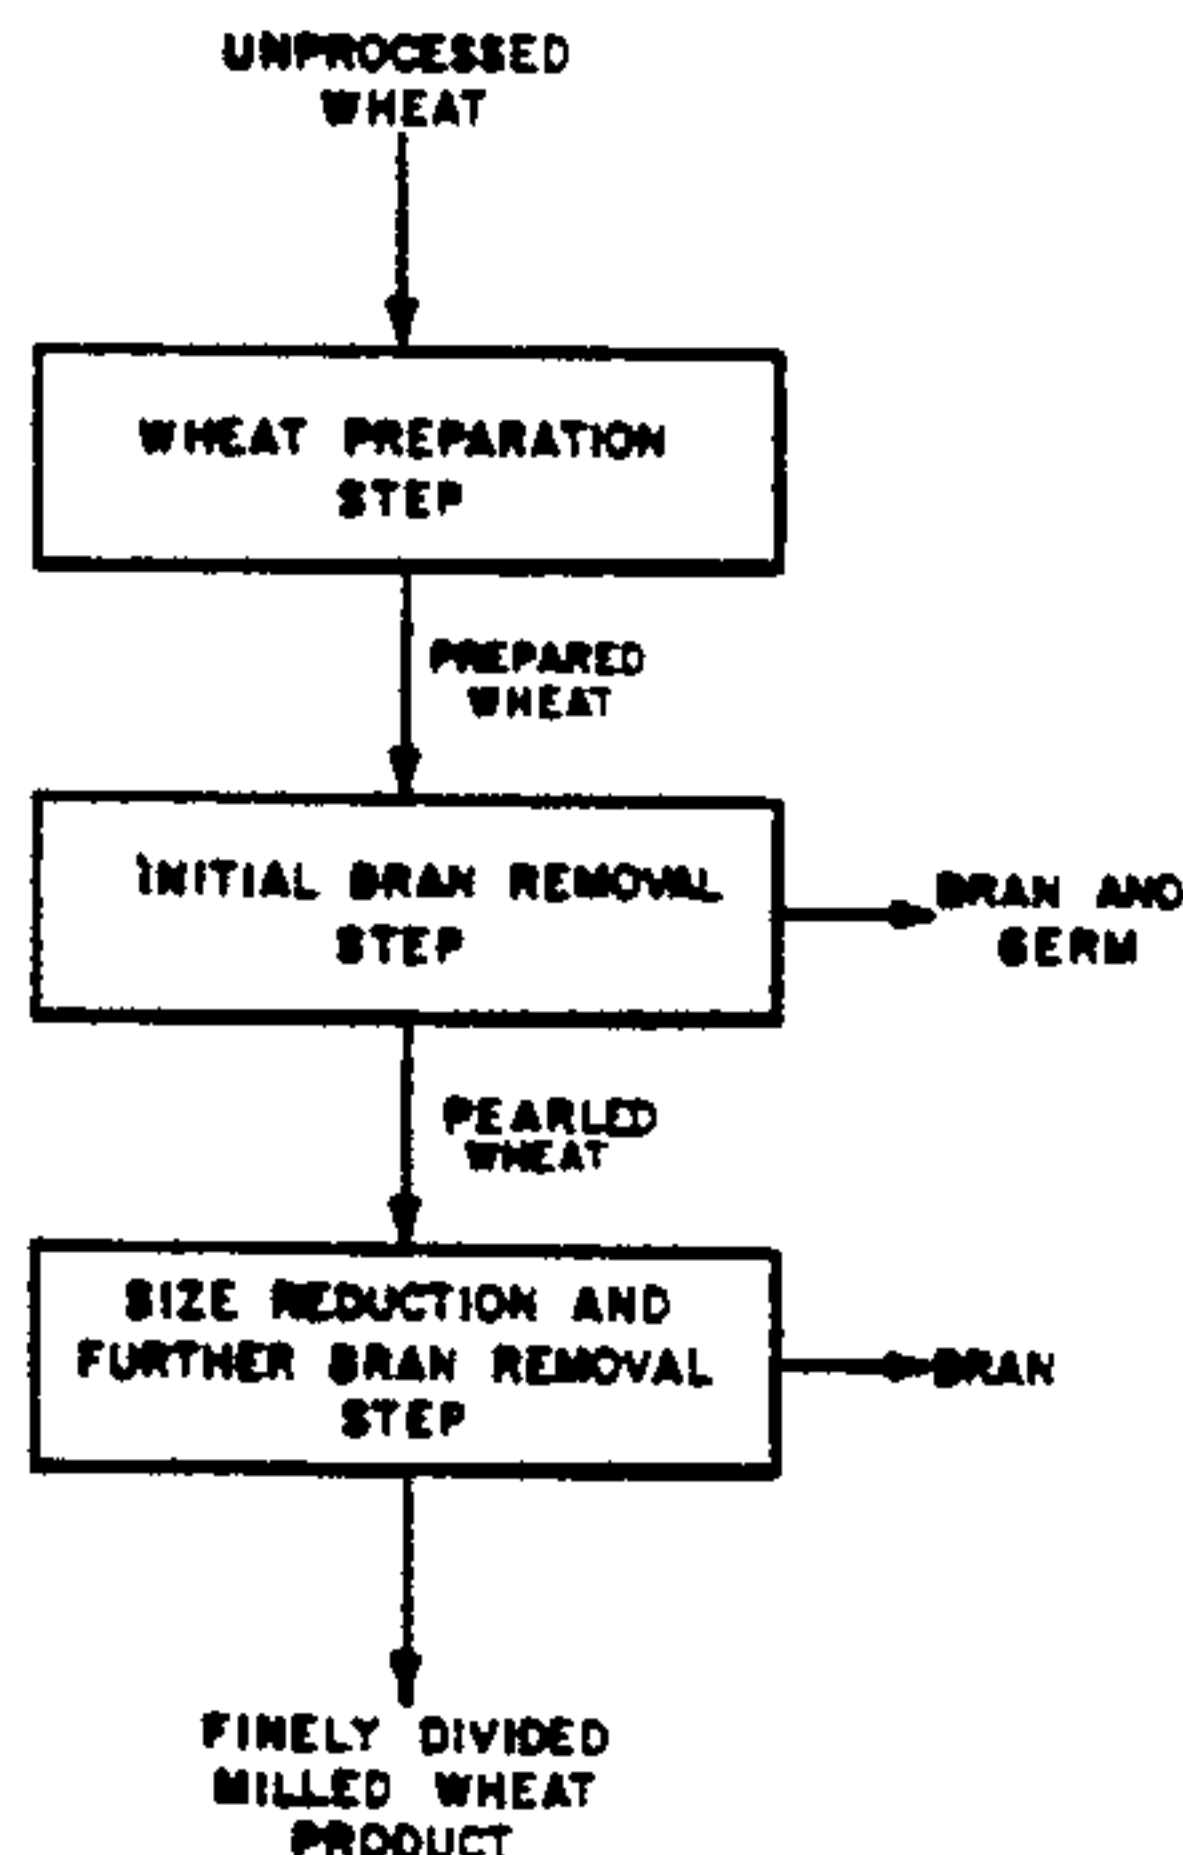 UNPROCESSED
WHEAT
WHEAT PREPARATION
STEP
PREPARED
WHEAT
INITIAL BRAN REMOVAL
STEP
BRAN AND
GERM
PEARLED
WHEAT
SIZE REDUCTION AND
FURTHER BRAN REMOVAL
STEP
BRAN
FINELY DIVIDED
MILLED WHEAT
PRODUCT